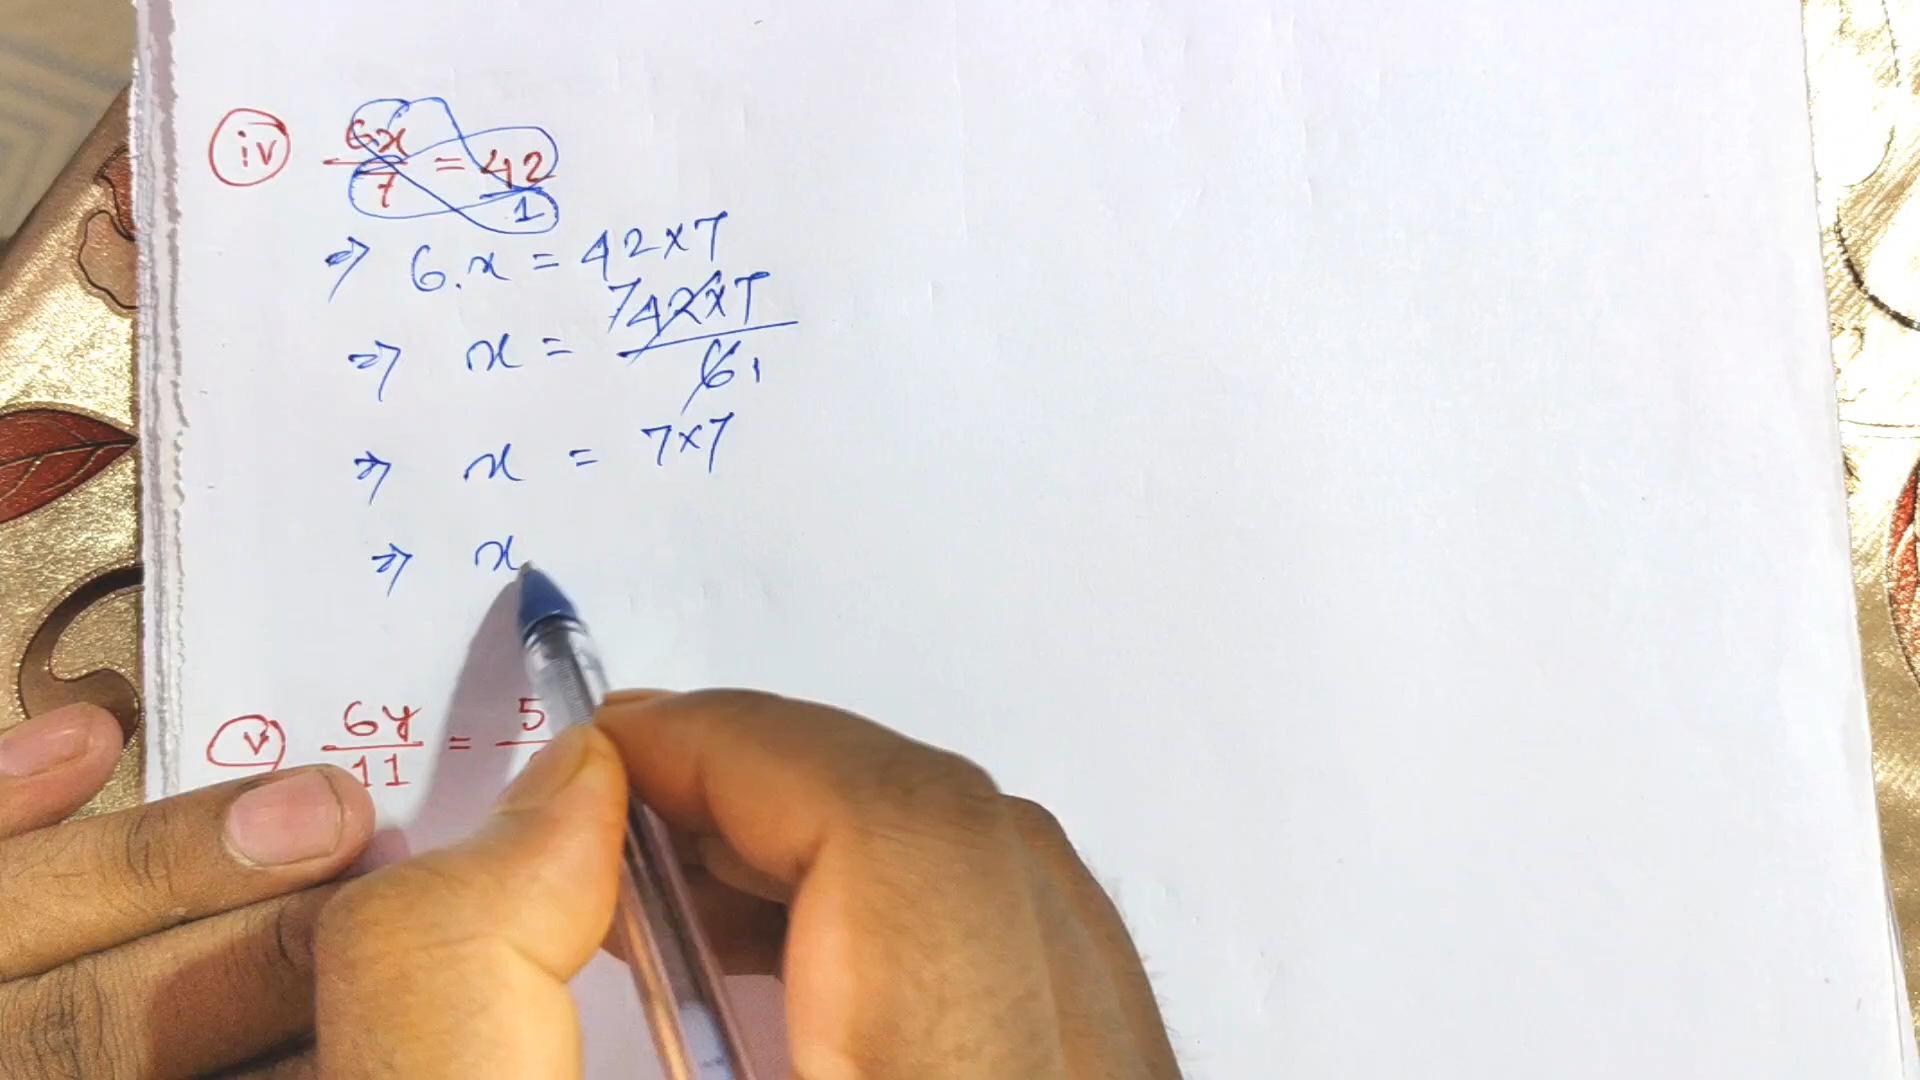 iv 6x/7 = 42/1
⇒ 6.x = 42×7
⇒ x = 7 42×7/6 1
⇒ x = 7×7
⇒ x
v 6y/11 = 5